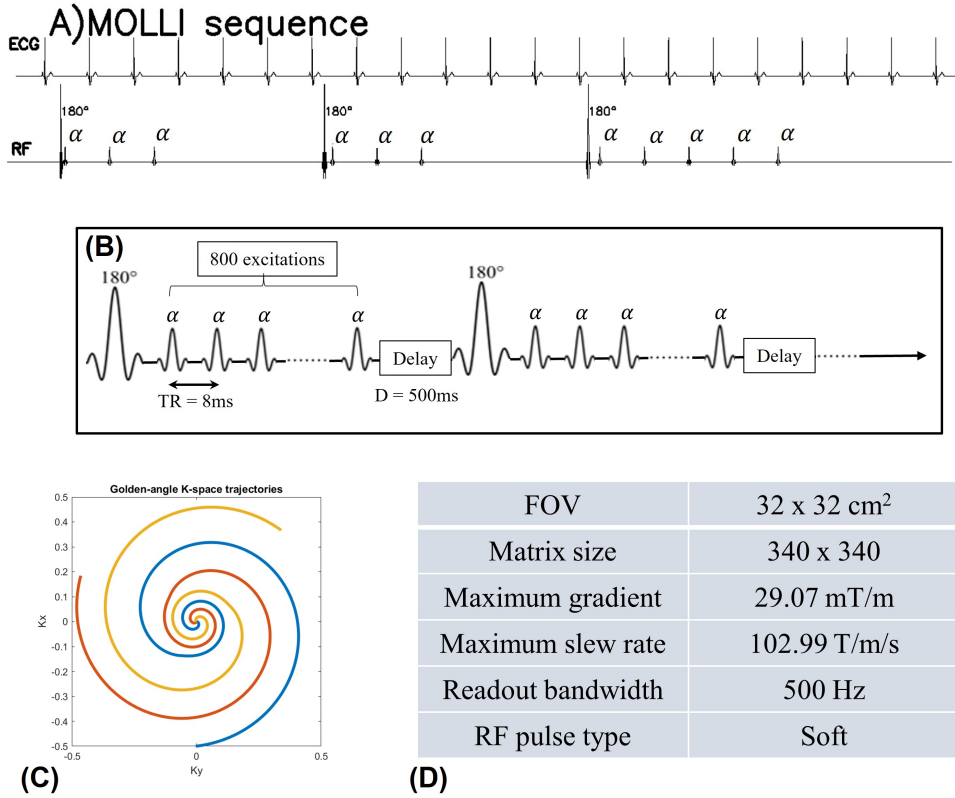 A)MOLLI sequence
ECG
180°
180°
180°
RF
α α α α α α α α α α α
(B)
800 excitations
180°
180°
α α α α α α α α
Delay
Delay
TR = 8ms
D = 500ms
Golden-angle K-space trajectories
0.5
0.4
0.3
0.2
0.1
0
-0.1
-0.2
-0.3
-0.4
-0.5
Kx
-0.5 0 0.5
Ky
(C)
FOV 32 x 32 cm²
Matrix size 340 x 340
Maximum gradient 29.07 mT/m
Maximum slew rate 102.99 T/m/s
Readout bandwidth 500 Hz
RF pulse type Soft
(D)